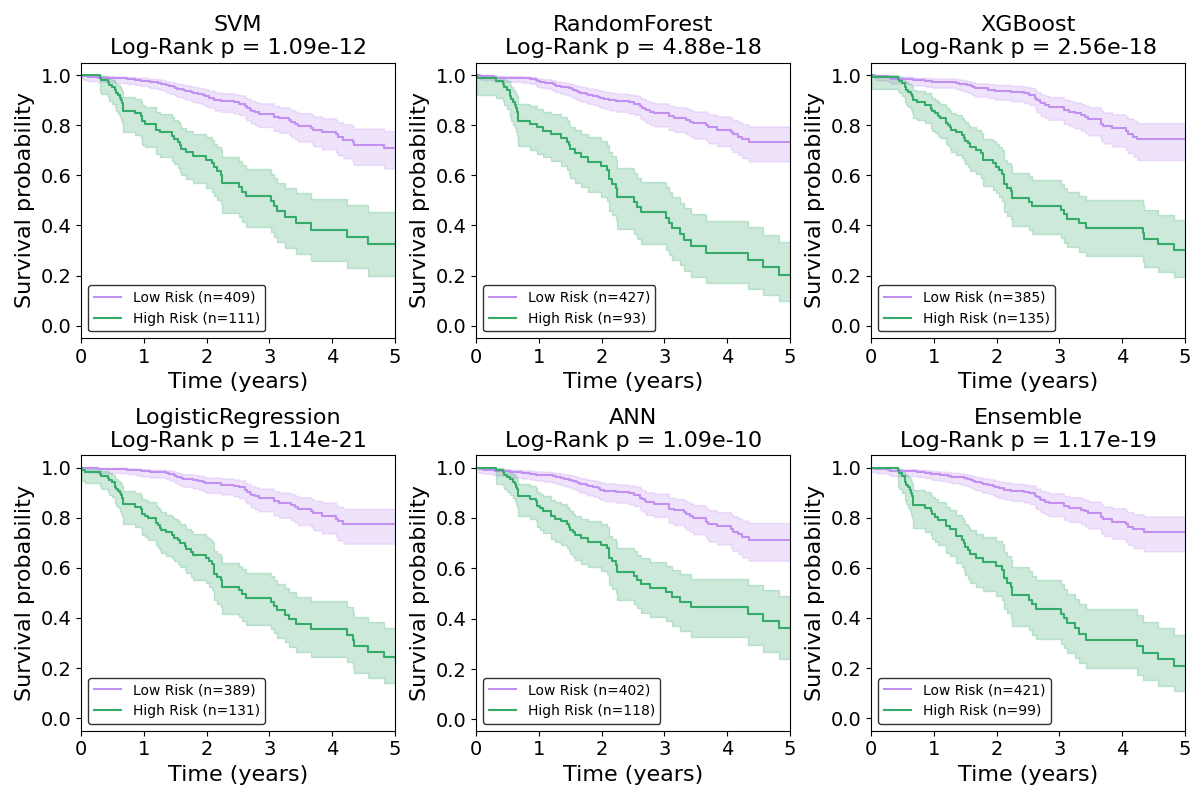 SVM
Log-Rank p = 1.09e-12
Survival probability
1.0
0.8
0.6
0.4
0.2
0.0
Low Risk (n=409)
High Risk (n=111)
0 1 2 3 4 5
Time (years)
RandomForest
Log-Rank p = 4.88e-18
Survival probability
1.0
0.8
0.6
0.4
0.2
0.0
Low Risk (n=427)
High Risk (n=93)
0 1 2 3 4 5
Time (years)
XGBoost
Log-Rank p = 2.56e-18
Survival probability
1.0
0.8
0.6
0.4
0.2
0.0
Low Risk (n=385)
High Risk (n=135)
0 1 2 3 4 5
Time (years)
LogisticRegression
Log-Rank p = 1.14e-21
Survival probability
1.0
0.8
0.6
0.4
0.2
0.0
Low Risk (n=389)
High Risk (n=131)
0 1 2 3 4 5
Time (years)
ANN
Log-Rank p = 1.09e-10
Survival probability
1.0
0.8
0.6
0.4
0.2
0.0
Low Risk (n=402)
High Risk (n=118)
0 1 2 3 4 5
Time (years)
Ensemble
Log-Rank p = 1.17e-19
Survival probability
1.0
0.8
0.6
0.4
0.2
0.0
Low Risk (n=421)
High Risk (n=99)
0 1 2 3 4 5
Time (years)